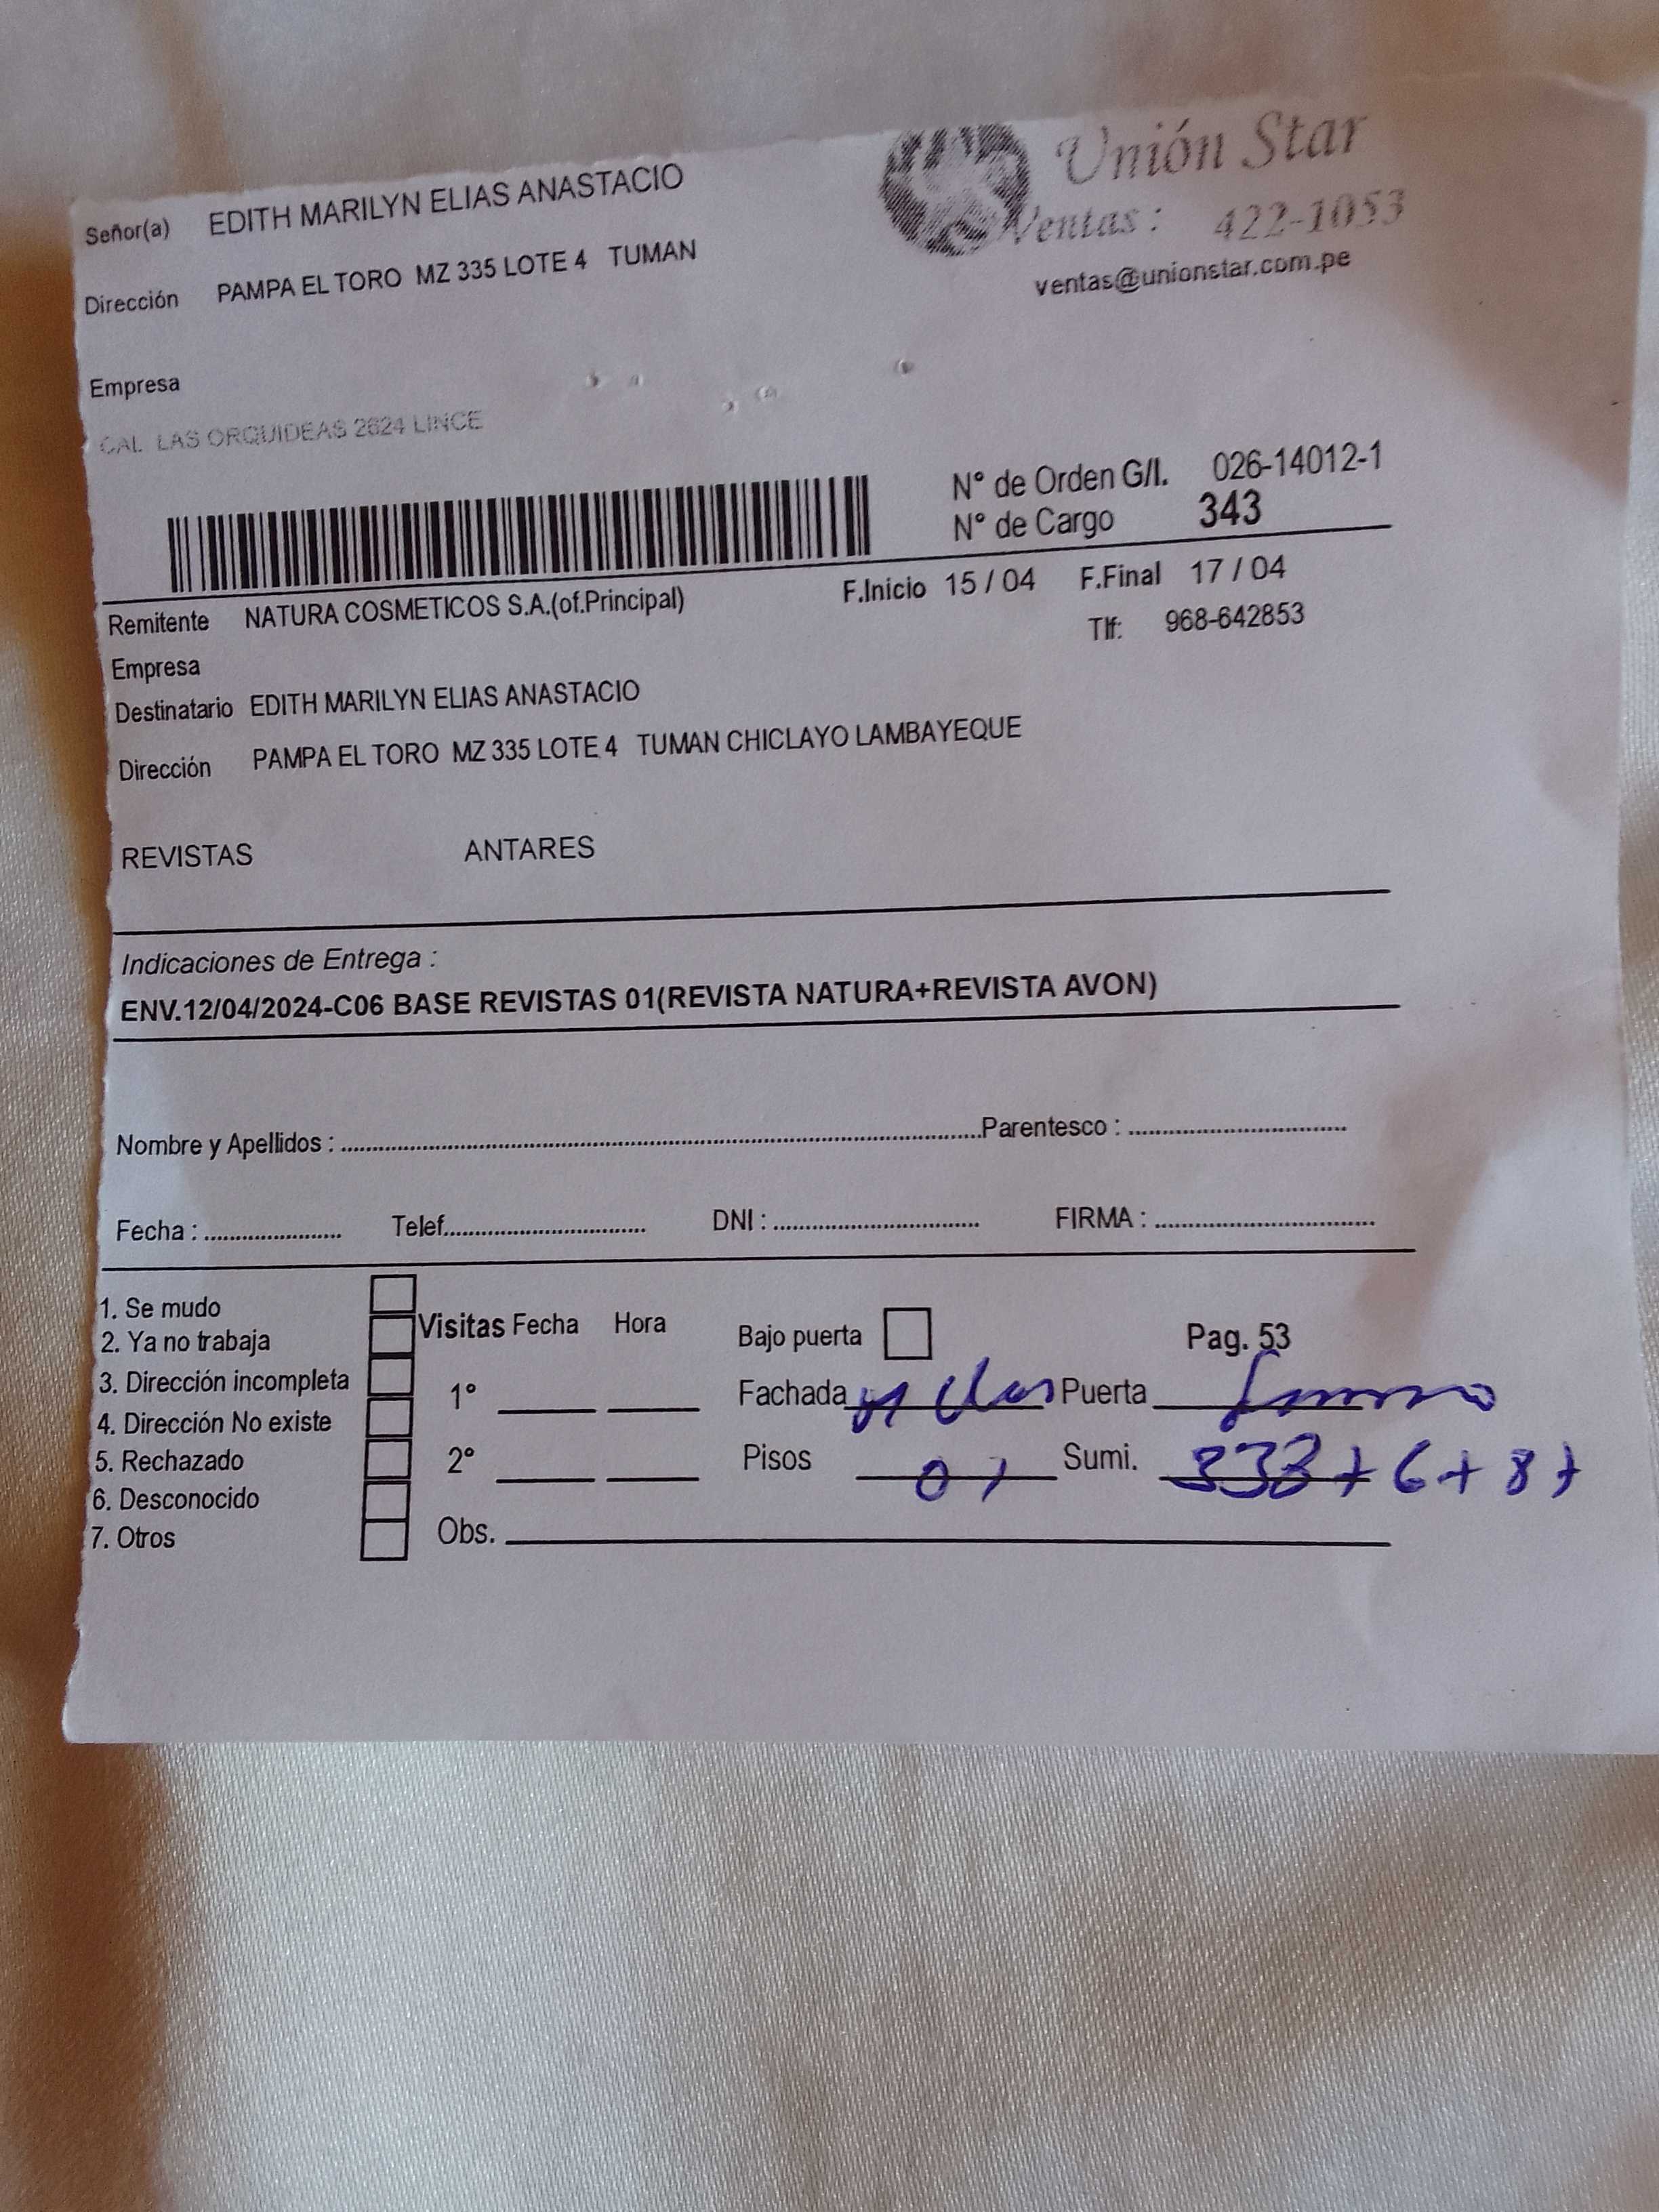 Unión Star
Señor(a) EDITH MARILYN ELIAS ANASTACIO
Ventas: 422-1053
Dirección PAMPA EL TORO MZ 335 LOTE 4 TUMAN
ventas@unionstar.com.pe
Empresa
CAL LAS ORQUIDEAS 2624 LINCE
N° de Orden G/I. 026-14012-1
N° de Cargo 343
Remitente NATURA COSMETICOS S.A.(of.Principal) F.Inicio 15 / 04 F.Final 17 / 04
Tlf: 968-642853
Empresa
Destinatario EDITH MARILYN ELIAS ANASTACIO
Dirección PAMPA EL TORO MZ 335 LOTE 4 TUMAN CHICLAYO LAMBAYEQUE
REVISTAS ANTARES
Indicaciones de Entrega :
ENV.12/04/2024-C06 BASE REVISTAS 01(REVISTA NATURA+REVISTA AVON)
Nombre y Apellidos : Parentesco :
Fecha : Telef. DNI : FIRMA :
1. Se mudo
2. Ya no trabaja
3. Dirección incompleta
4. Dirección No existe
5. Rechazado
6. Desconocido
7. Otros
Visitas Fecha Hora
1°
2°
Bajo puerta Pag. 53
Fachada Puerta
Pisos 01 Sumi.
Obs.